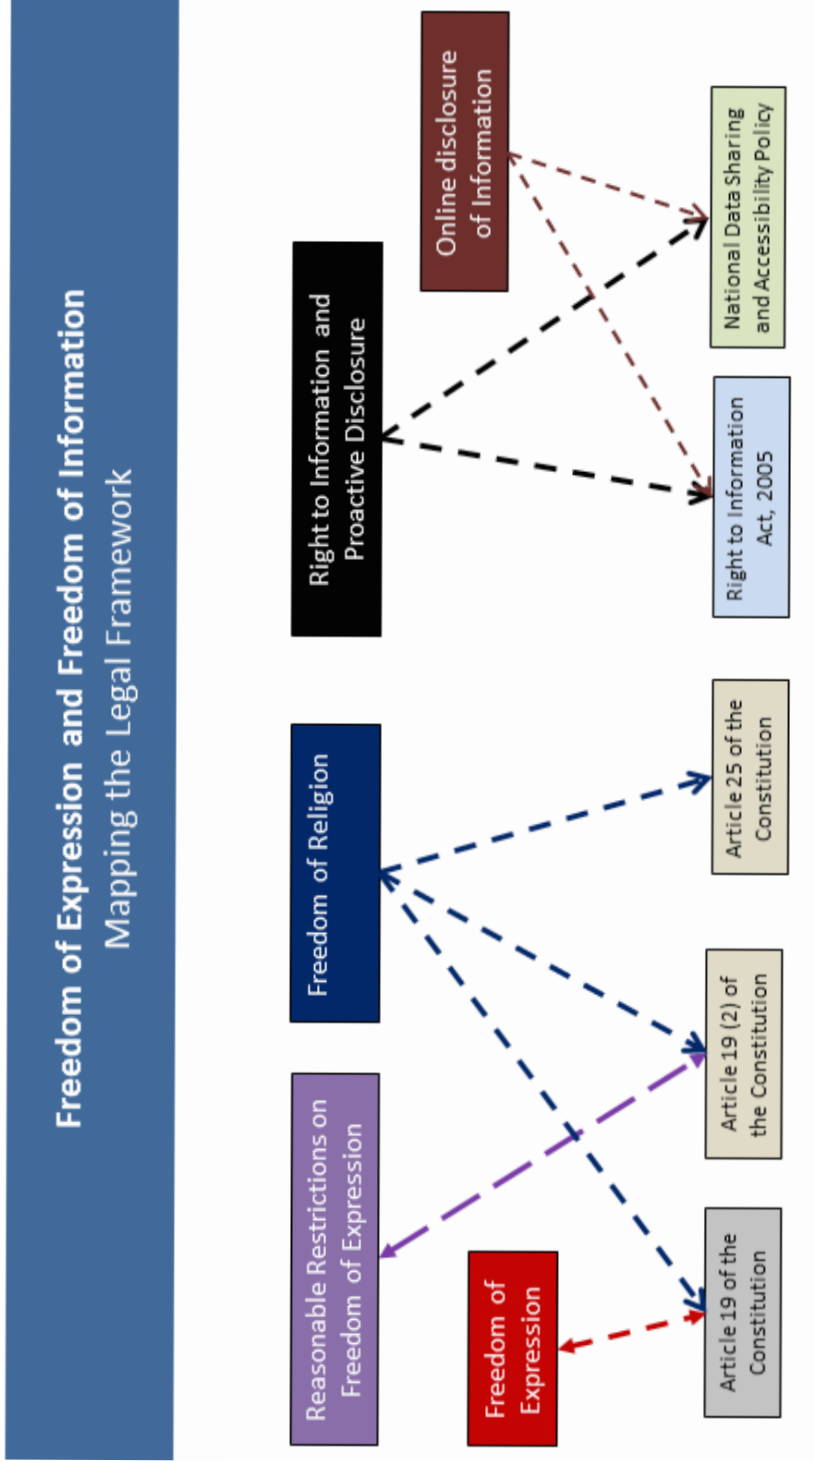 Freedom of Expression and Freedom of Information
Mapping the Legal Framework
Reasonable Restrictions on
Freedom of Expression
Freedom of Religion
Right to Information and
Proactive Disclosure
Online disclosure
of Information
Freedom of
Expression
Article 19 of the
Constitution
Article 19 (2) of
the Constitution
Article 25 of the
Constitution
Right to Information
Act, 2005
National Data Sharing
and Accessibility Policy